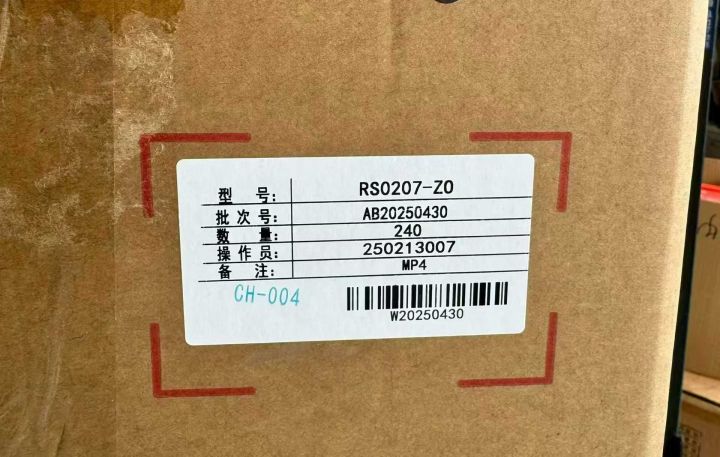 型 号: RS0207-Z0
批次号: AB20250430
数 量: 240
操作员: 250213007
备 注: MP4
CH-004
W20250430